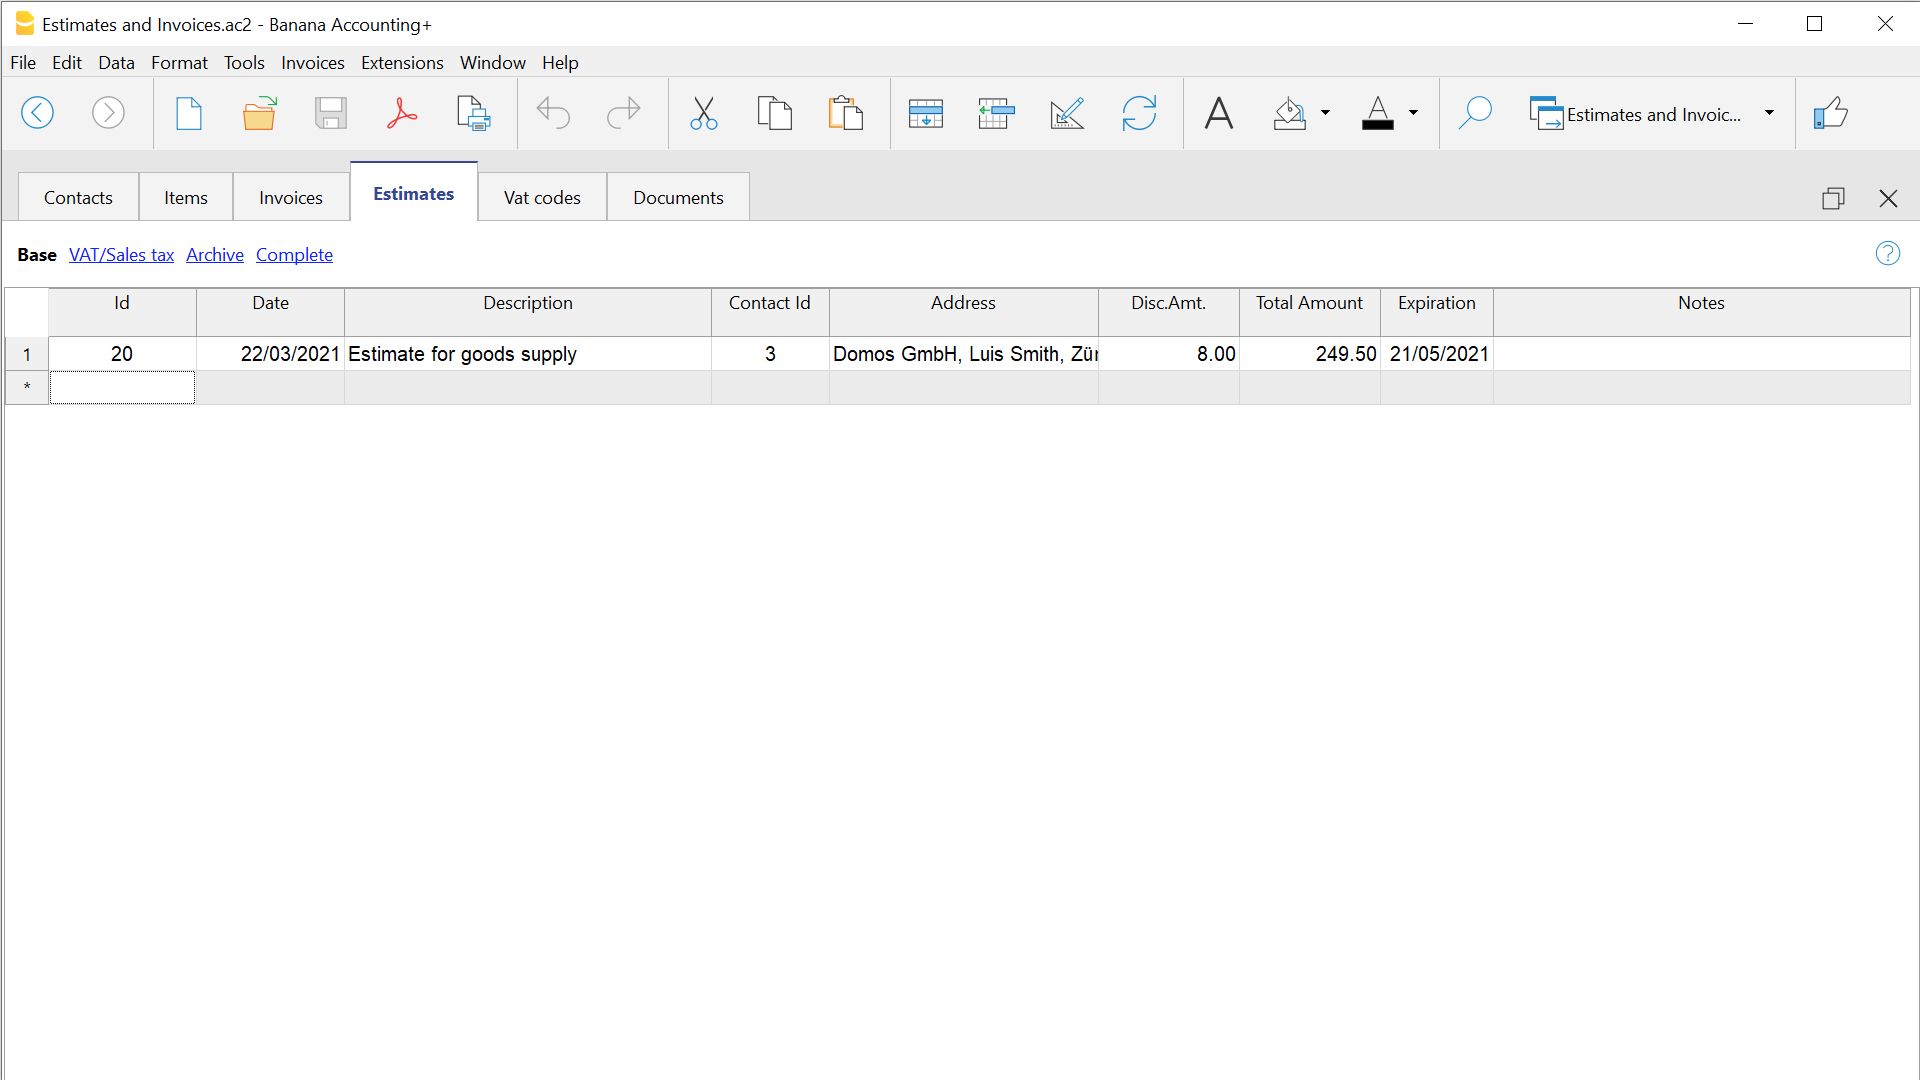 Estimates and Invoices.ac2 - Banana Accounting+
File Edit Data Format Tools Invoices Extensions Window Help
Estimates and Invoic...
Contacts Items Invoices Estimates Vat codes Documents
Base VAT/Sales tax Archive Complete
Id Date Description Contact Id Address Disc.Amt. Total Amount Expiration Notes
1 20 22/03/2021 Estimate for goods supply 3 Domos GmbH, Luis Smith, Zür 8.00 249.50 21/05/2021
*